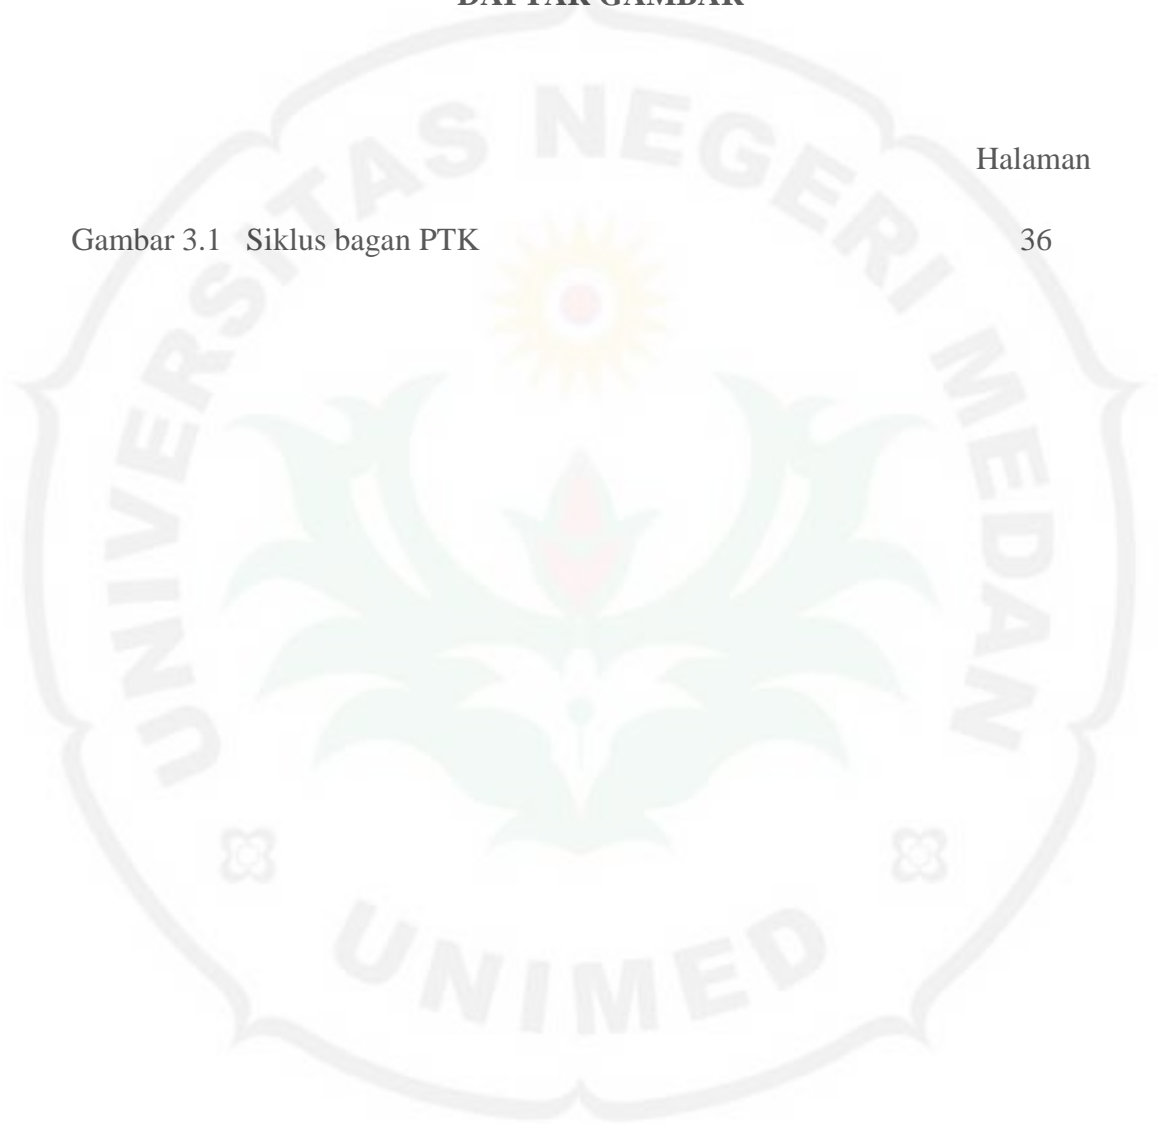 DAFTAR GAMBAR
Halaman
Gambar 3.1 Siklus bagan PTK 36
UNIVERSITAS NEGERI MEDAN
UNIMED